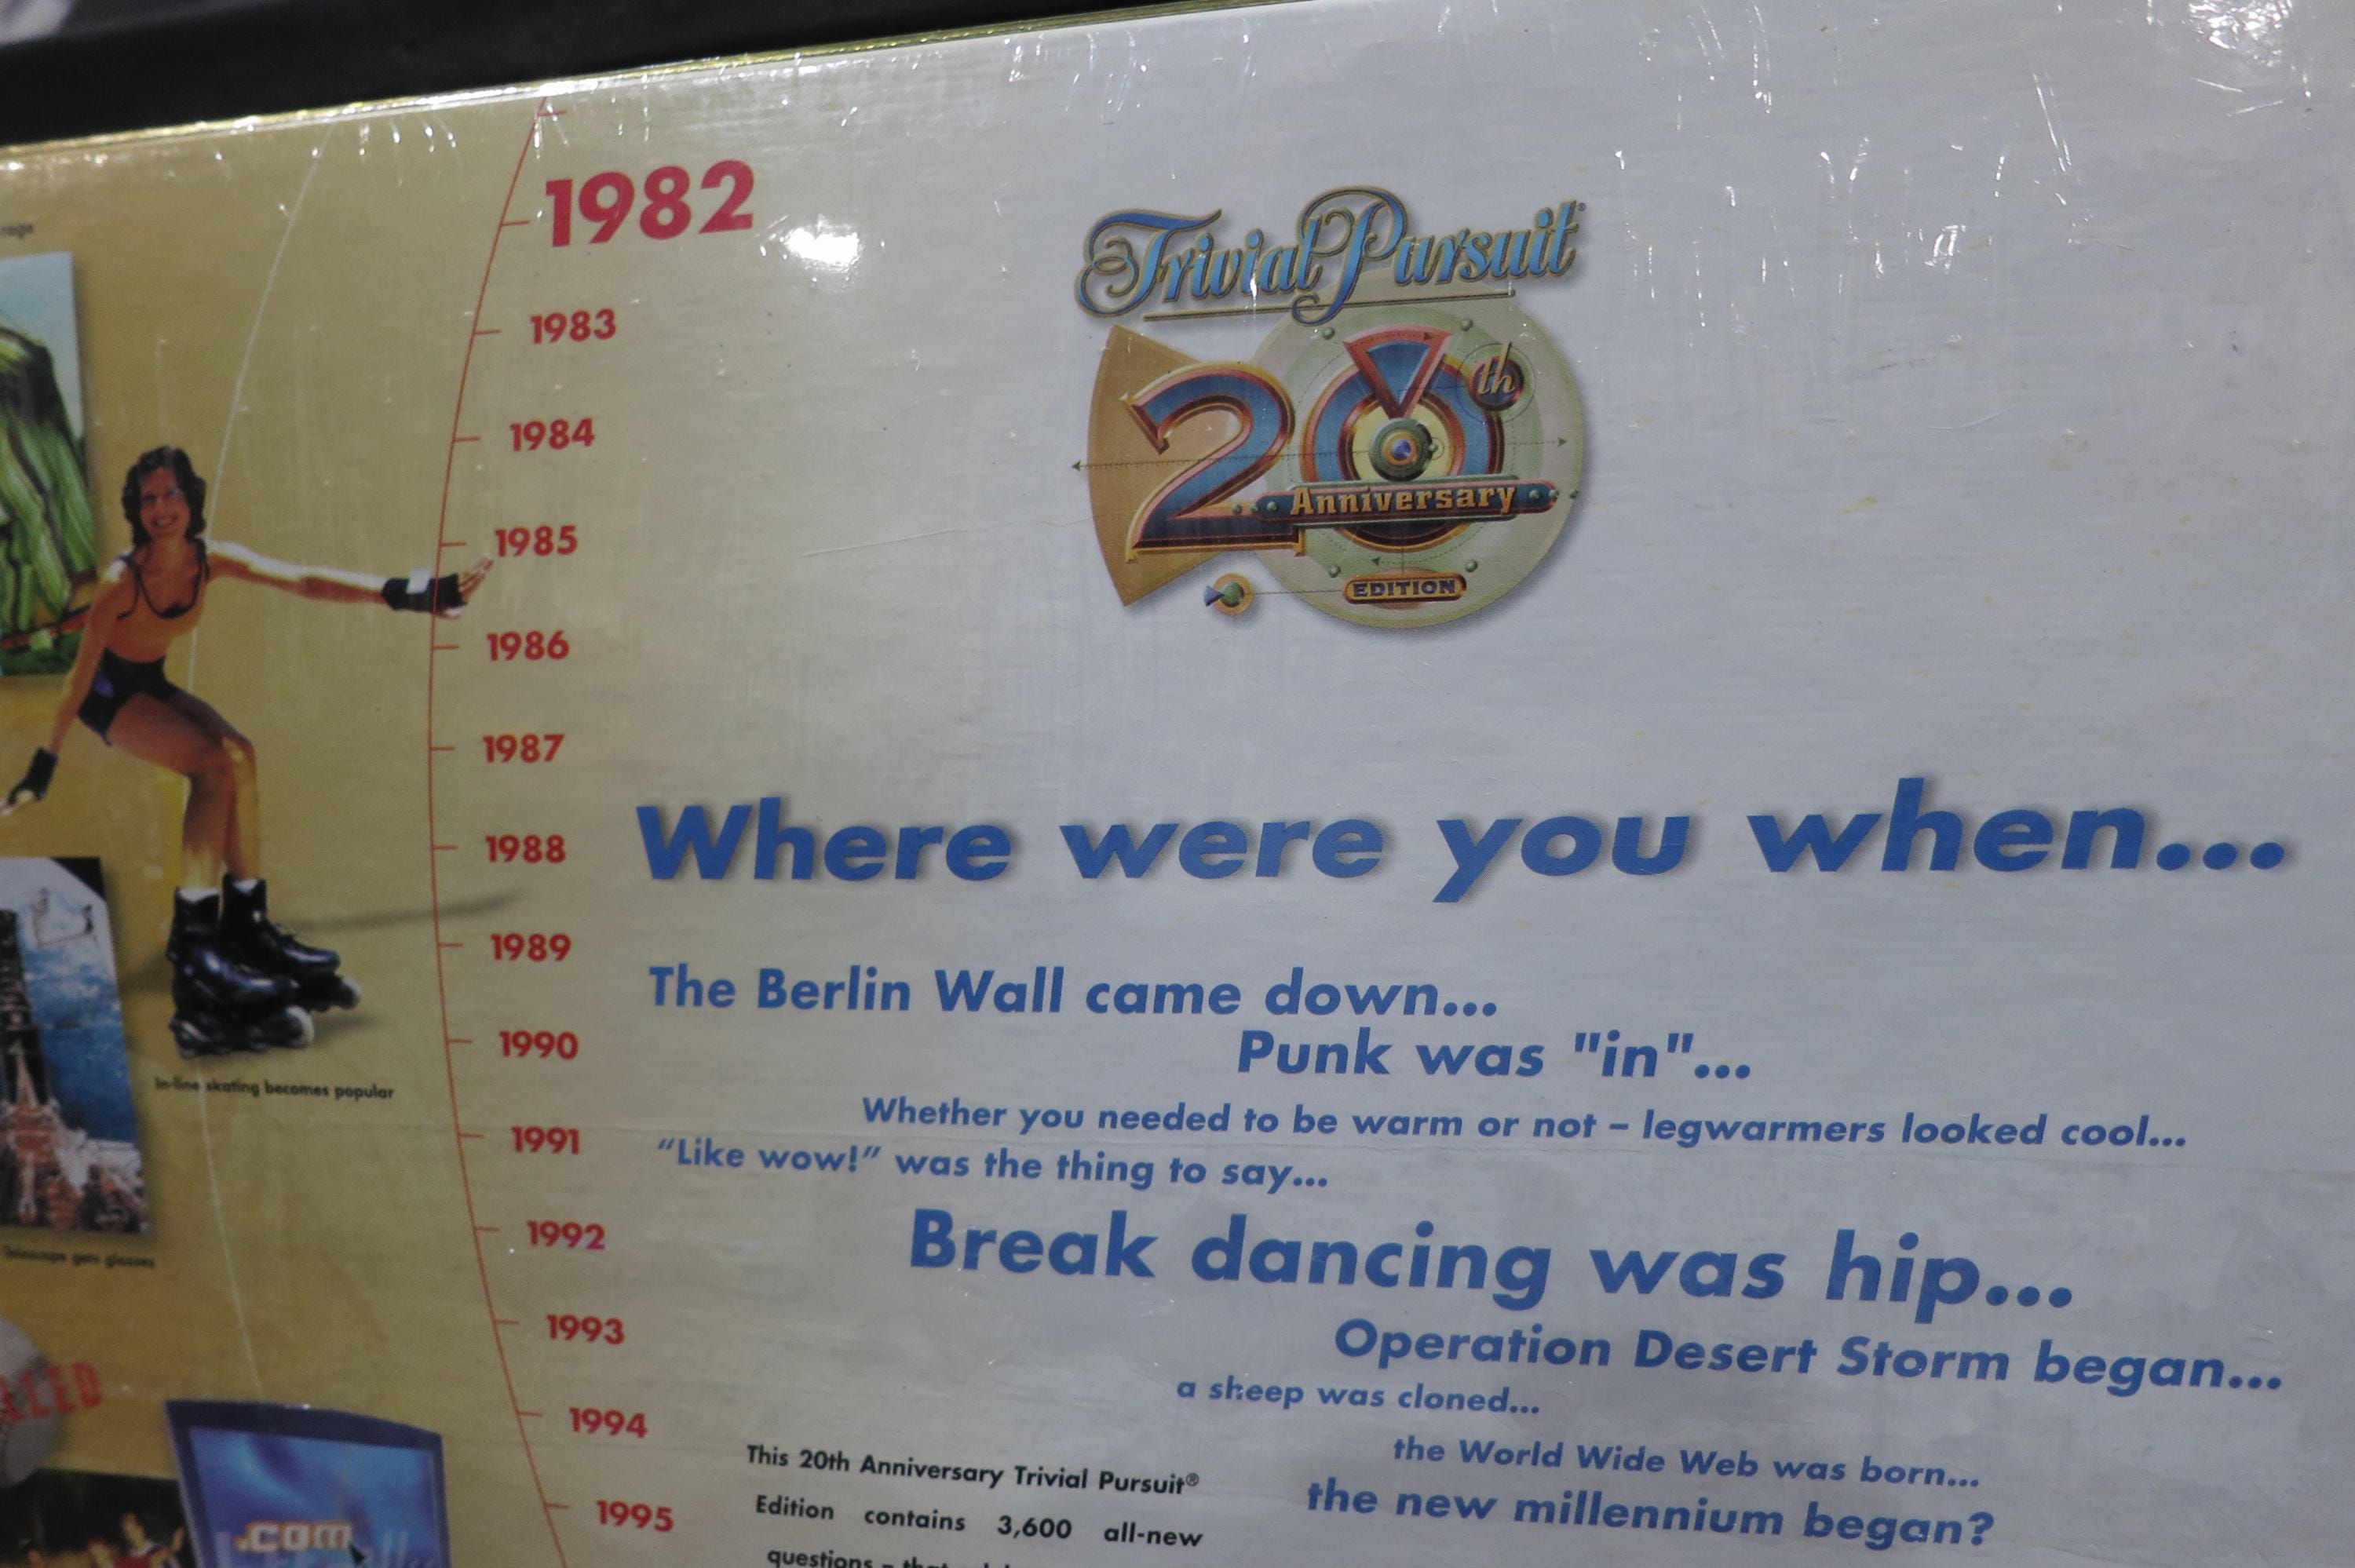 1982
1983
1984
1985
1986
1987
1988
1989
1990
1991
1992
1993
1994
1995
Trivial Pursuit®
20th
Anniversary
EDITION
Where were you when...
The Berlin Wall came down...
Punk was "in"...
Whether you needed to be warm or not – legwarmers looked cool...
“Like wow!” was the thing to say...
Break dancing was hip...
Operation Desert Storm began...
a sheep was cloned...
the World Wide Web was born...
the new millennium began?
This 20th Anniversary Trivial Pursuit®
Edition contains 3,600 all-new
questions –
In-line skating becomes popular
gets glasses
.com